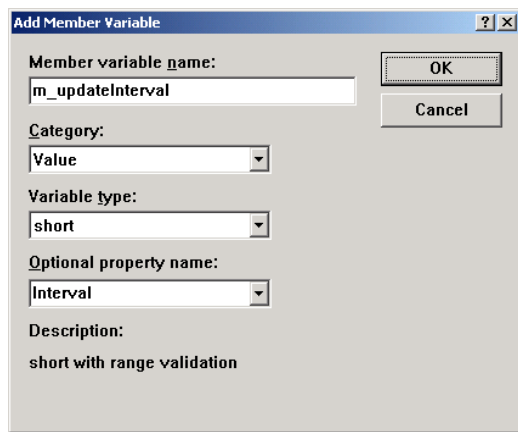 Add Member Variable
Member variable name:
OK
m_updateInterval
Cancel
Category:
Value
Variable type:
short
Optional property name:
Interval
Description:
short with range validation